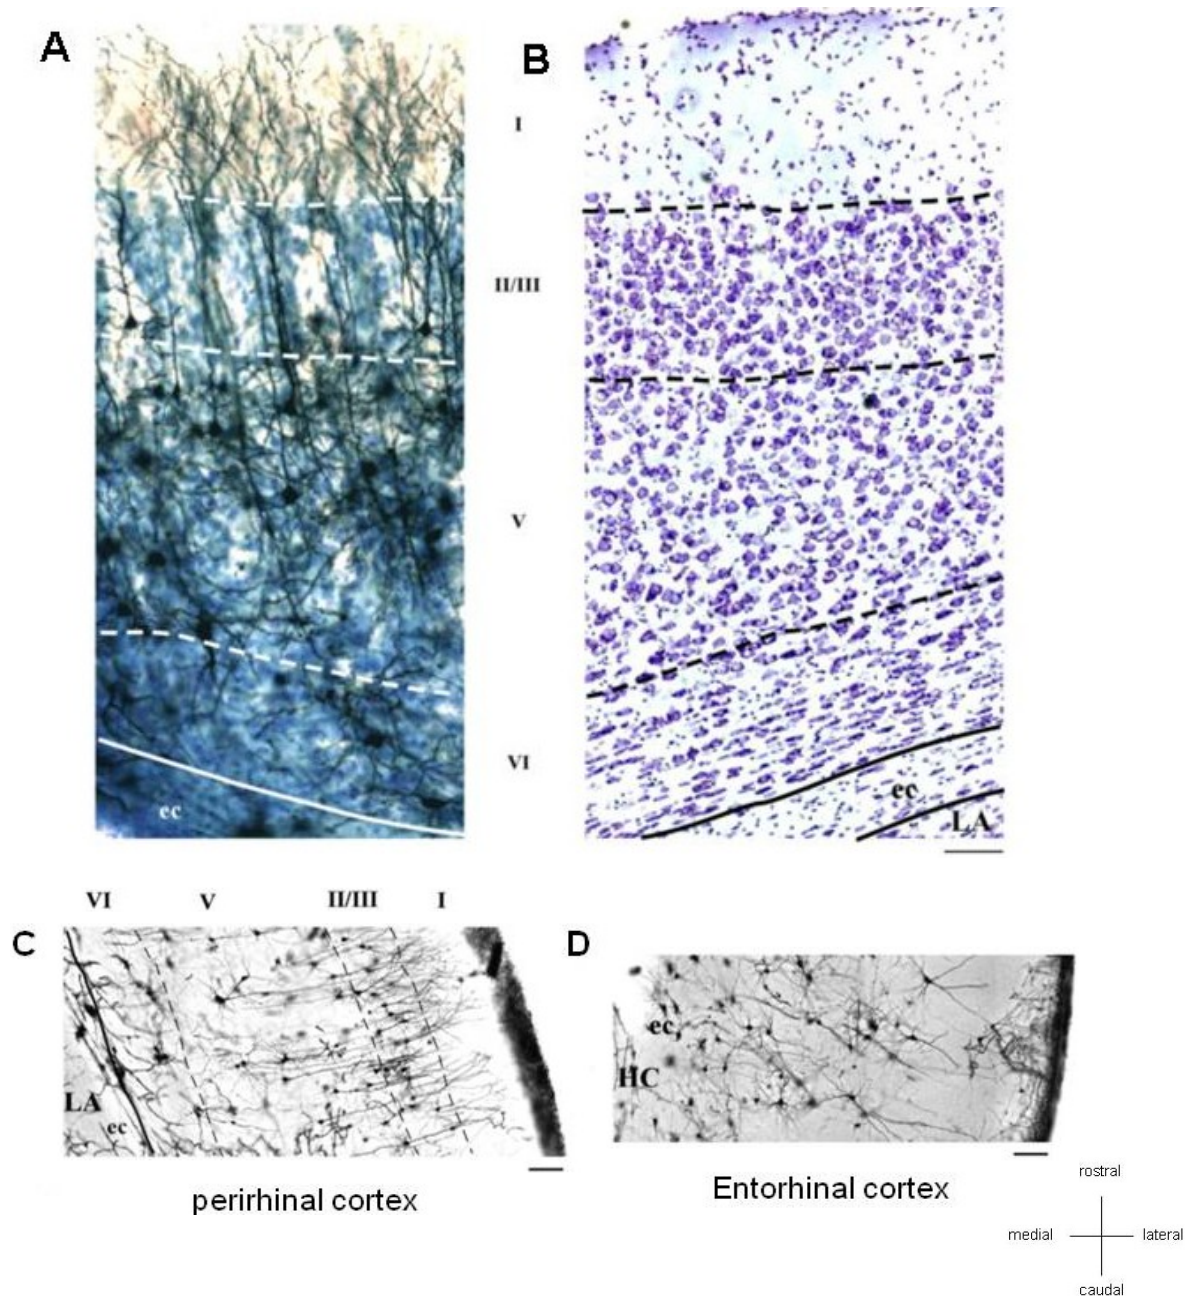 A
B
I
II/III
V
VI
ec
ec
LA
VI V II/III I
C
D
LA
ec
ec
HC
perirhinal cortex
Entorhinal cortex
rostral
medial lateral
caudal